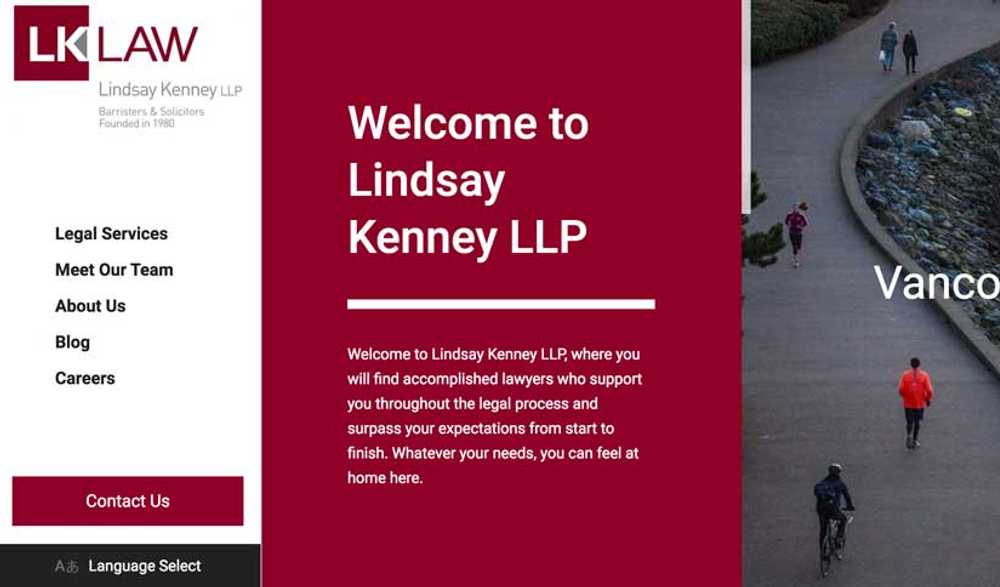 LK LAW
Lindsay Kenney LLP
Barristers & Solicitors
Founded in 1980
Legal Services
Meet Our Team
About Us
Blog
Careers
Contact Us
Aあ Language Select
Welcome to
Lindsay
Kenney LLP
Welcome to Lindsay Kenney LLP, where you
will find accomplished lawyers who support
you throughout the legal process and
surpass your expectations from start to
finish. Whatever your needs, you can feel at
home here.
Vanco